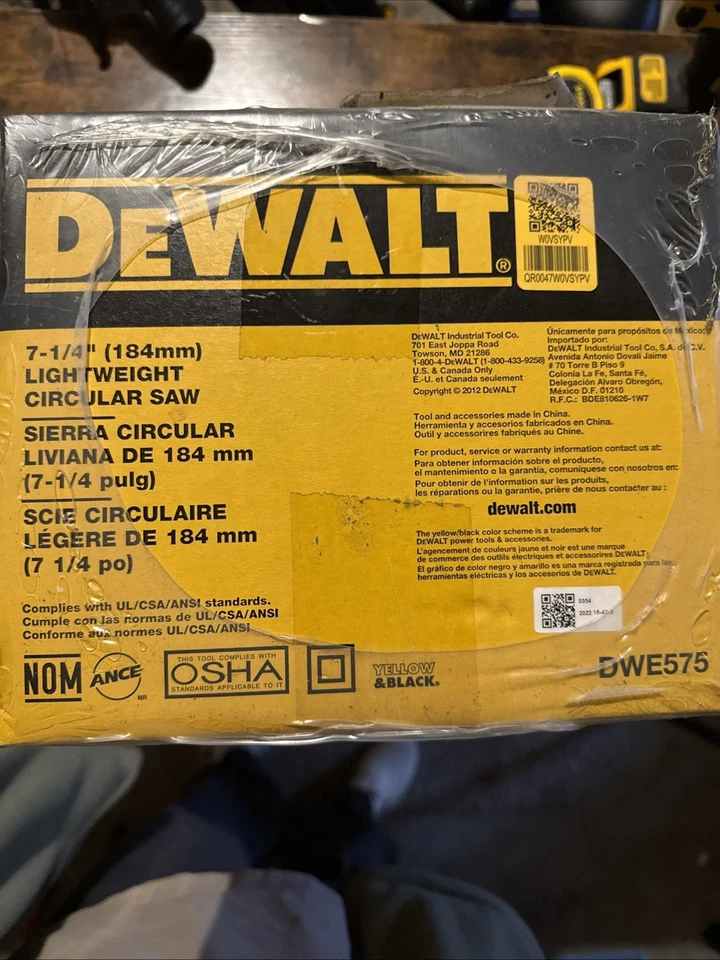 DEWALT®
W0VSYPV
QR0047W0VSYPV
7-1/4" (184mm)
LIGHTWEIGHT
CIRCULAR SAW
SIERRA CIRCULAR
LIVIANA DE 184 mm
(7-1/4 pulg)
SCIE CIRCULAIRE
LÉGÈRE DE 184 mm
(7 1/4 po)
Complies with UL/CSA/ANSI standards.
Cumple con las normas de UL/CSA/ANSI
Conforme aux normes UL/CSA/ANSI
DEWALT Industrial Tool Co.
701 East Joppa Road
Towson, MD 21286
1-800-4-DEWALT (1-800-433-9258)
U.S. & Canada Only
É.-U. et Canada seulement
Copyright © 2012 DEWALT
Únicamente para propósitos de México:
Importado por:
DEWALT Industrial Tool Co., S.A. de C.V.
Avenida Antonio Dovali Jaime
# 70 Torre B Piso 9
Colonia La Fe, Santa Fé,
Delegación Alvaro Obregón,
México D.F. 01210
R.F.C.: BDE810626-1W7
Tool and accessories made in China.
Herramienta y accesorios fabricados en China.
Outil y accessoires fabriqués au Chine.
For product, service or warranty information contact us at:
Para obtener información sobre el producto,
el mantenimiento o la garantía, comuníquese con nosotros en:
Pour obtenir de l'information sur les produits,
les réparations ou la garantie, prière de nous contacter au :
dewalt.com
The yellow/black color scheme is a trademark for
DEWALT power tools & accessories.
L'agencement de couleurs jaune et noir est une marque
de commerce des outils électriques et accessoires DEWALT
El gráfico de color negro y amarillo es una marca registrada para las
herramientas eléctricas y los accesorios de DEWALT.
0354
NOM
ANCE
MR
THIS TOOL COMPLIES WITH
OSHA
STANDARDS APPLICABLE TO IT
YELLOW
&BLACK.
DWE575